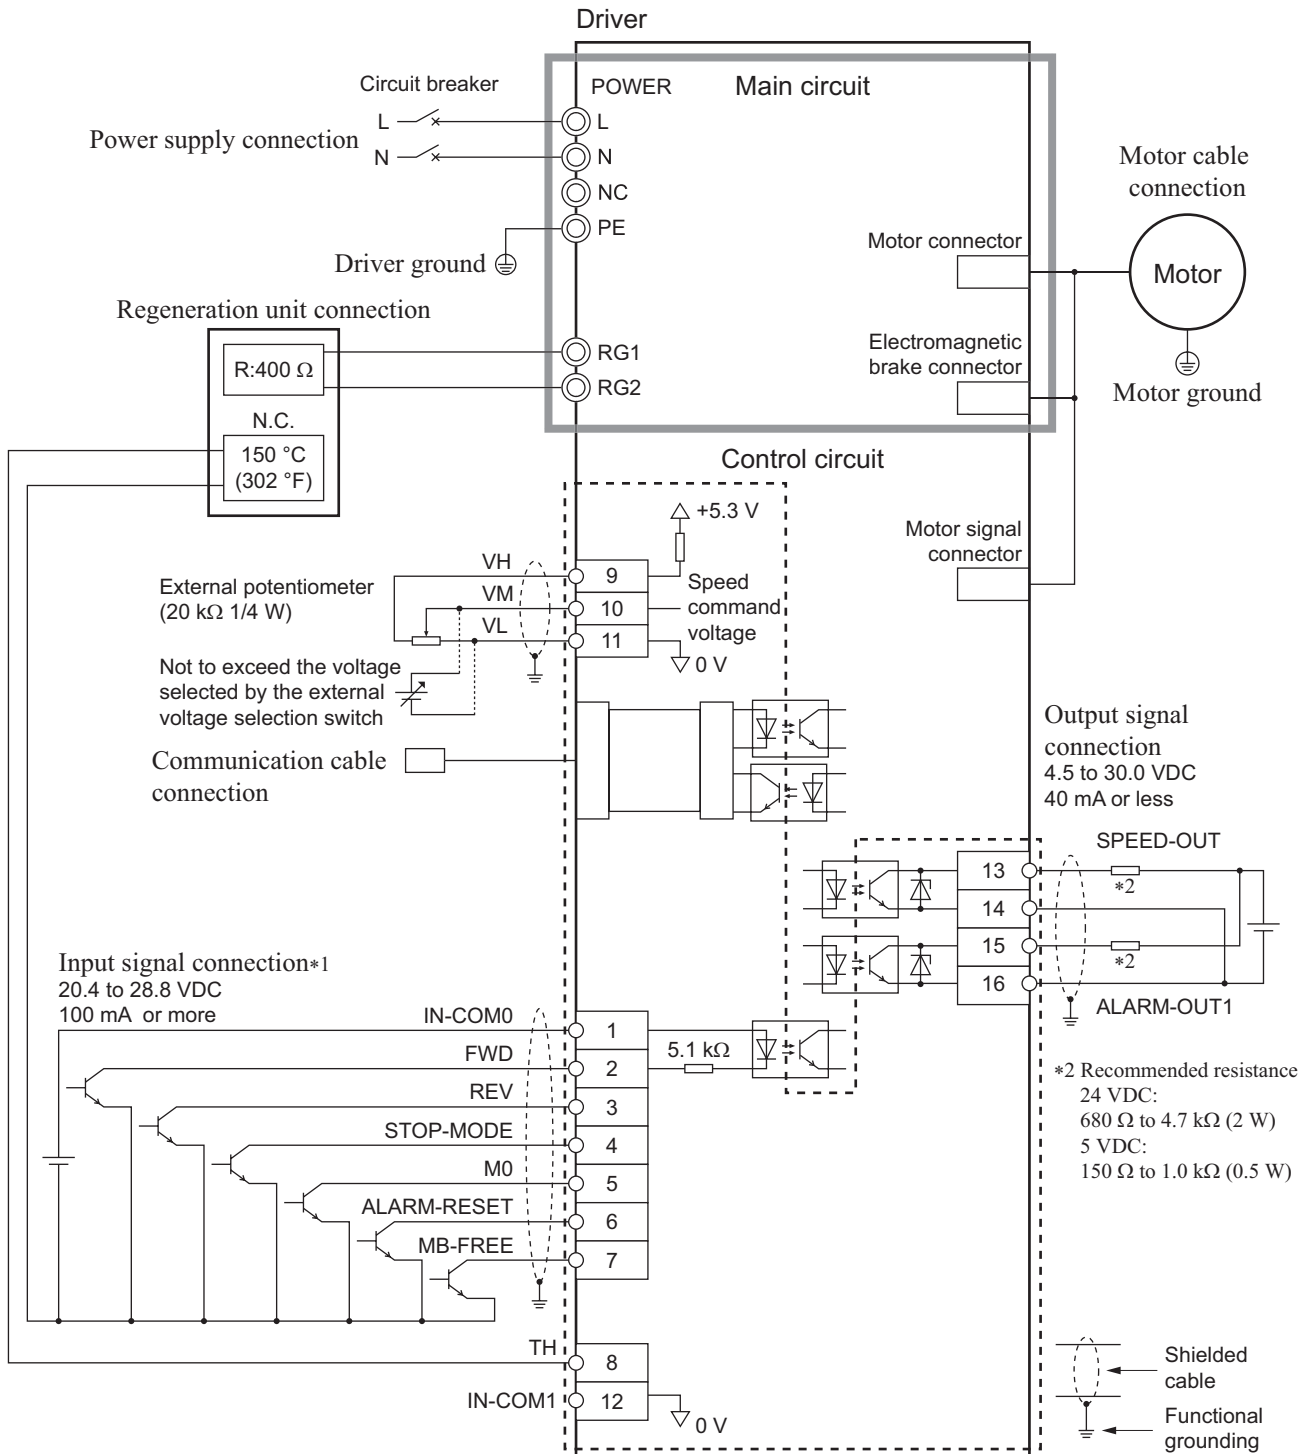 Driver
Circuit breaker
POWER
Main circuit
Power supply connection
L
L
N
N
NC
PE
Driver ground
Motor cable
connection
Motor connector
Motor
Motor ground
Regeneration unit connection
R:400 Ω
RG1
RG2
Electromagnetic
brake connector
N.C.
150 °C
(302 °F)
Control circuit
+5.3 V
Motor signal
connector
External potentiometer
(20 kΩ 1/4 W)
VH
9
VM
10
VL
11
Speed
command
voltage
0 V
Not to exceed the voltage
selected by the external
voltage selection switch
Communication cable
connection
Output signal
connection
4.5 to 30.0 VDC
40 mA or less
SPEED-OUT
13
*2
14
15
*2
16
ALARM-OUT1
Input signal connection*1
20.4 to 28.8 VDC
100 mA or more
IN-COM0
1
FWD
2
5.1 kΩ
REV
3
STOP-MODE
4
M0
5
ALARM-RESET
6
MB-FREE
7
*2 Recommended resistance
24 VDC:
680 Ω to 4.7 kΩ (2 W)
5 VDC:
150 Ω to 1.0 kΩ (0.5 W)
TH
8
IN-COM1
12
0 V
Shielded
cable
Functional
grounding